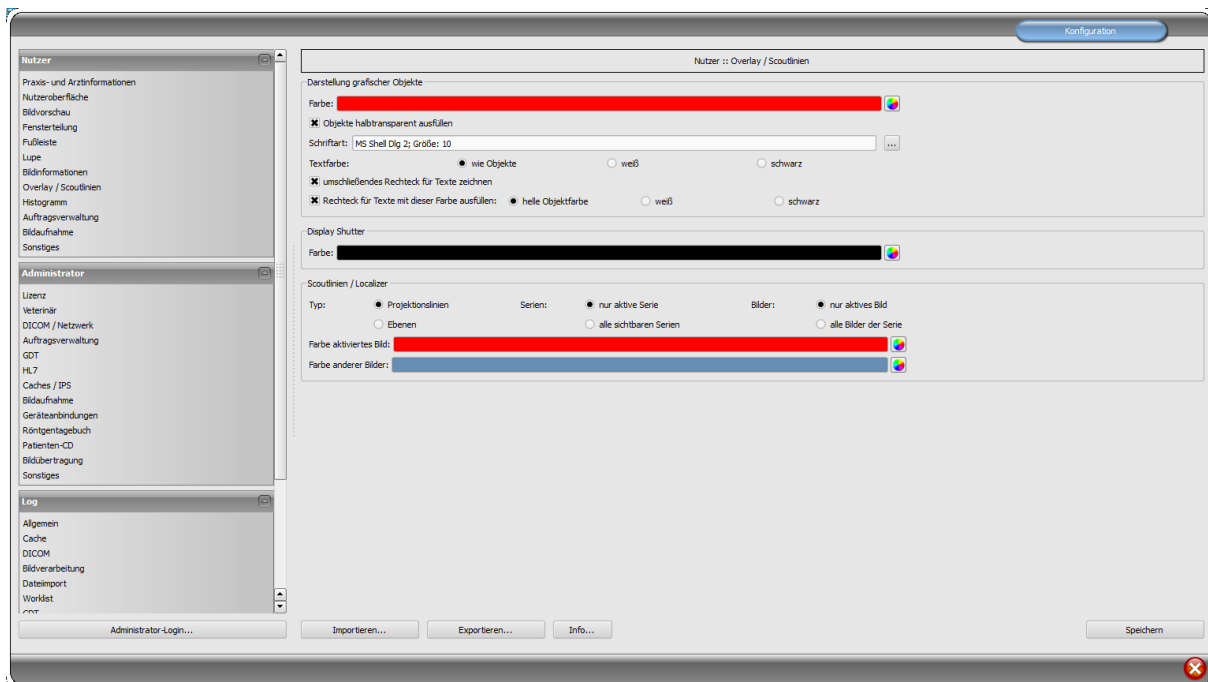 Konfiguration
Nutzer
Praxis- und Arztinformationen
Nutzeroberfläche
Bildvorschau
Fensterteilung
Fußleiste
Lupe
Bildinformationen
Overlay / Scoutlinien
Histogramm
Auftragsverwaltung
Bildaufnahme
Sonstiges
Administrator
Lizenz
Veterinär
DICOM / Netzwerk
Auftragsverwaltung
GDT
HL7
Caches / IPS
Bildaufnahme
Geräteanbindungen
Röntgentagebuch
Patienten-CD
Bildübertragung
Sonstiges
Log
Allgemein
Cache
DICOM
Bildverarbeitung
Dateiimport
Worklist
Administrator-Login...
Nutzer :: Overlay / Scoutlinien
Darstellung grafischer Objekte
Farbe:
Objekte halbtransparent ausfüllen
Schriftart: MS Shell Dlg 2; Größe: 10 ...
Textfarbe: wie Objekte weiß schwarz
umschließendes Rechteck für Texte zeichnen
Rechteck für Texte mit dieser Farbe ausfüllen: helle Objektfarbe weiß schwarz
Display Shutter
Farbe:
Scoutlinien / Localizer
Typ: Projektionslinien Serien: nur aktive Serie Bilder: nur aktives Bild
Ebenen alle sichtbaren Serien alle Bilder der Serie
Farbe aktiviertes Bild:
Farbe anderer Bilder:
Importieren... Exportieren... Info... Speichern